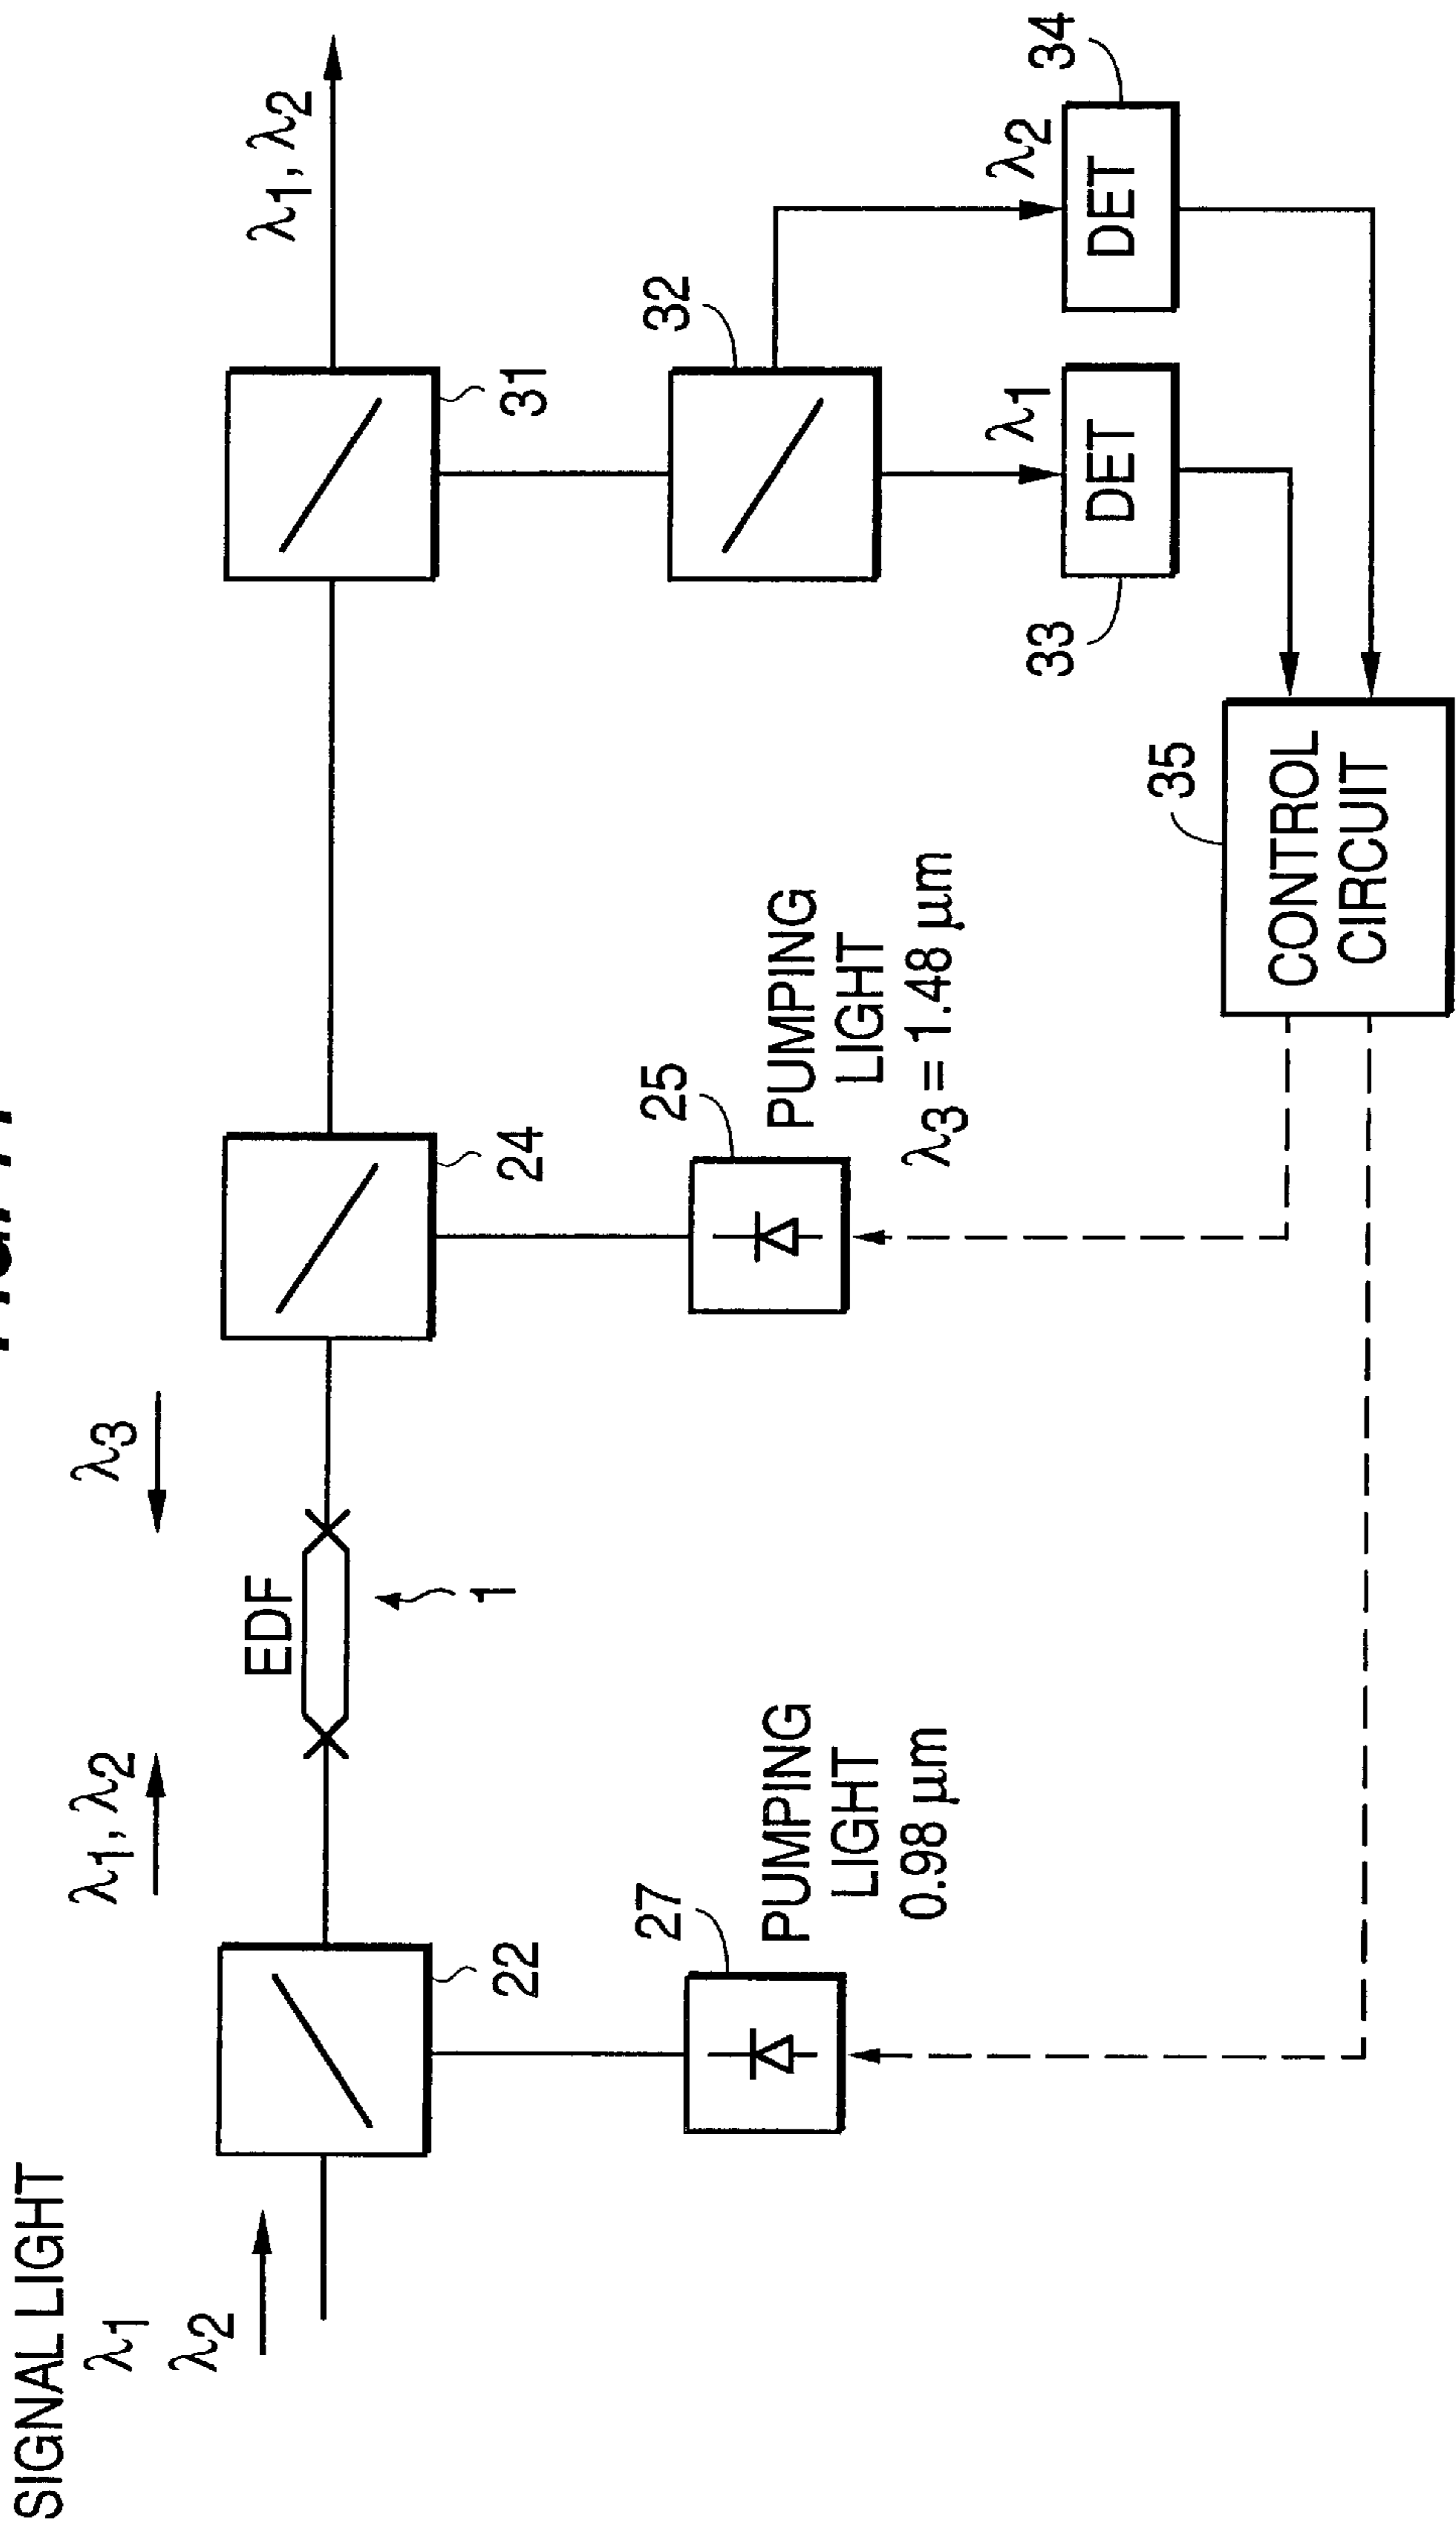 SIGNAL LIGHT
λ1
λ2
λ1, λ2
λ3
EDF
1
λ1, λ2
22
24
31
32
27
PUMPING
LIGHT
0.98 μm
25
PUMPING
LIGHT
λ3 = 1.48 μm
λ1
λ2
DET
DET
33
34
35
CONTROL
CIRCUIT